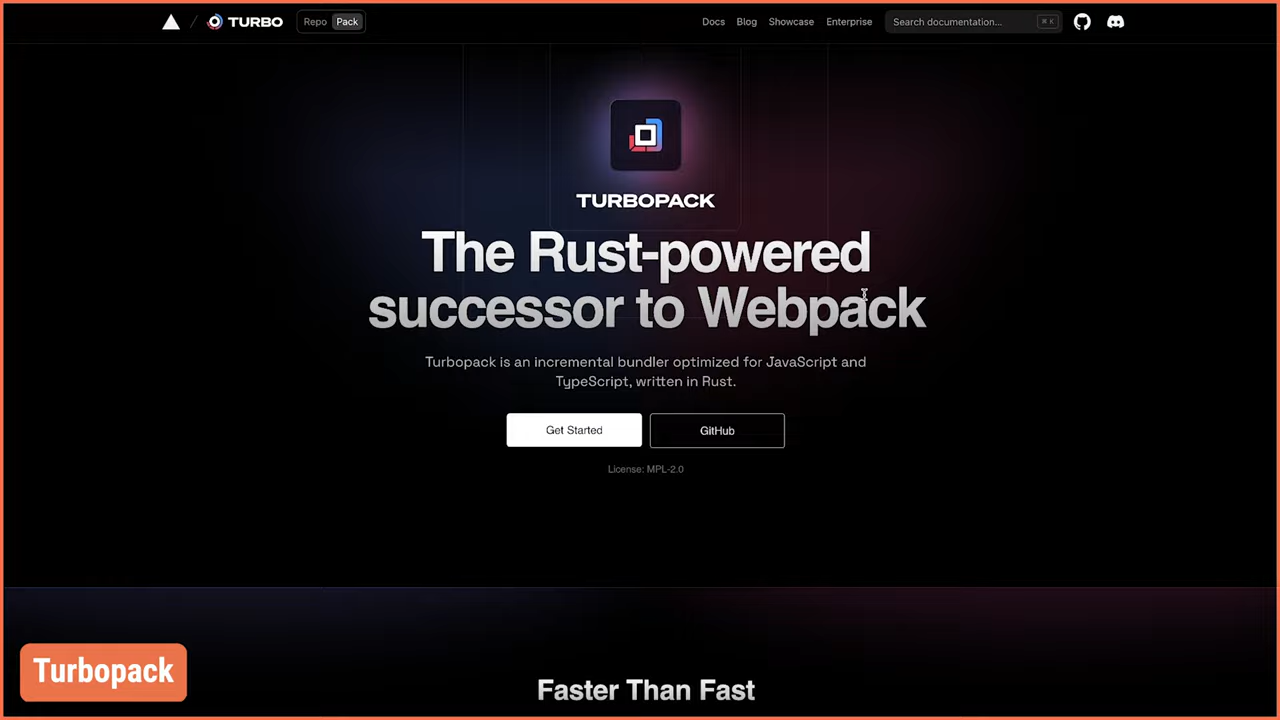 TURBO
Repo
Pack
Docs
Blog
Showcase
Enterprise
Search documentation...
⌘ K
TURBOPACK
The Rust-powered
successor to Webpack
Turbopack is an incremental bundler optimized for JavaScript and
TypeScript, written in Rust.
Get Started
GitHub
License: MPL-2.0
Turbopack
Faster Than Fast